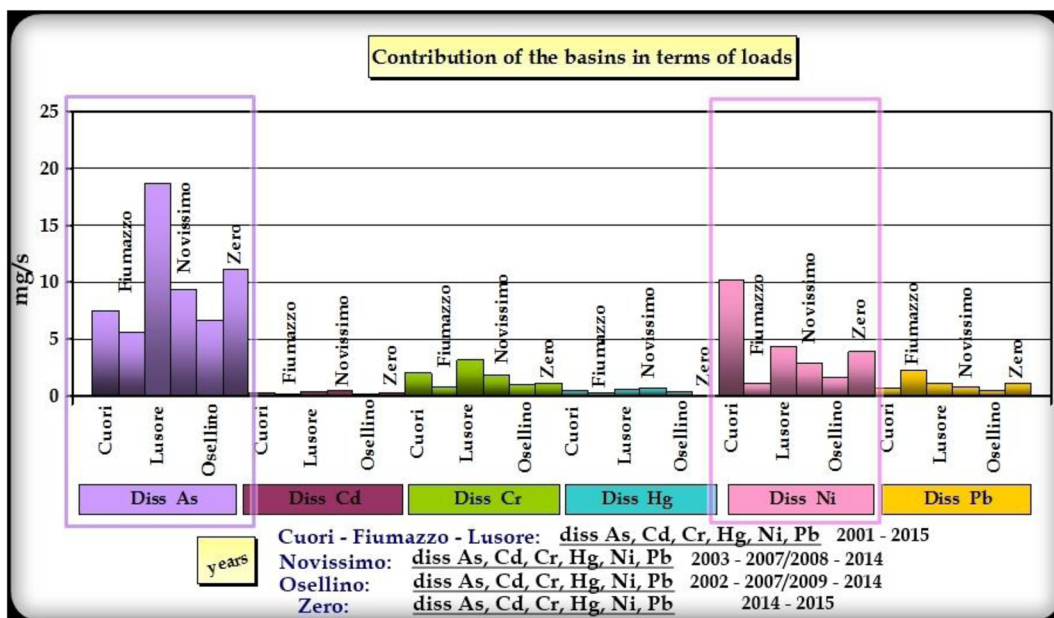 Contribution of the basins in terms of loads
mg/s
25
20
15
10
5
0
Fiumazzo
Novissimo
Zero
Cuori
Lusore
Osellino
Fiumazzo
Novissimo
Zero
Cuori
Lusore
Osellino
Fiumazzo
Novissimo
Zero
Cuori
Lusore
Osellino
Fiumazzo
Novissimo
Zero
Cuori
Lusore
Osellino
Fiumazzo
Novissimo
Zero
Cuori
Lusore
Osellino
Fiumazzo
Novissimo
Zero
Cuori
Lusore
Osellino
Diss As
Diss Cd
Diss Cr
Diss Hg
Diss Ni
Diss Pb
years
Cuori - Fiumazzo - Lusore: diss As, Cd, Cr, Hg, Ni, Pb 2001 - 2015
Novissimo: diss As, Cd, Cr, Hg, Ni, Pb 2003 - 2007/2008 - 2014
Osellino: diss As, Cd, Cr, Hg, Ni, Pb 2002 - 2007/2009 - 2014
Zero: diss As, Cd, Cr, Hg, Ni, Pb 2014 - 2015